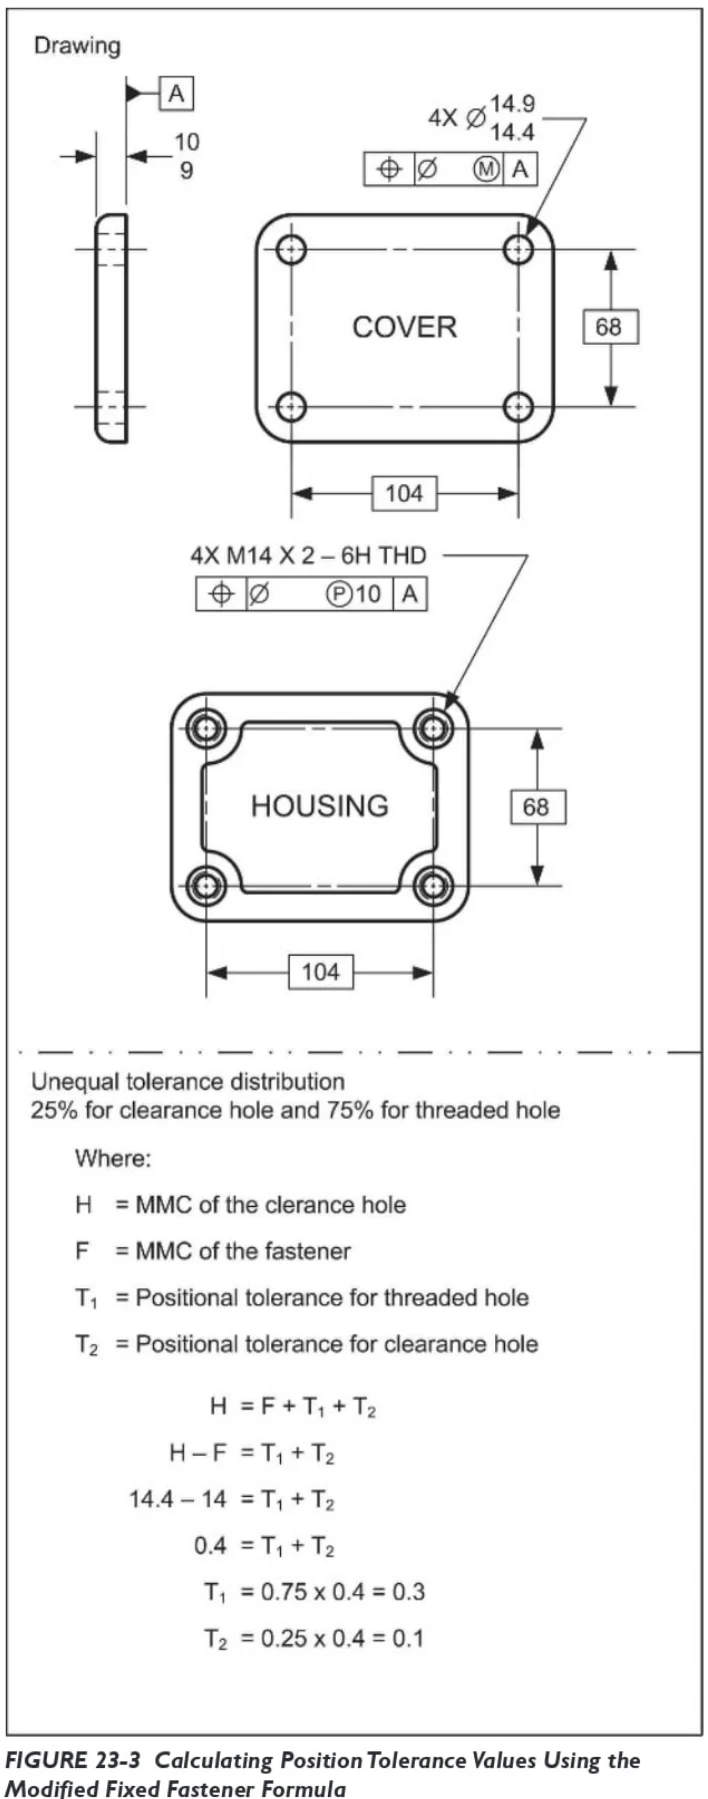 Drawing
A
10
9
4X ⌀ 14.9
14.4
⌖ ⌀ Ⓜ A
COVER
68
104
4X M14 X 2 – 6H THD
⌖ ⌀ Ⓟ10 A
HOUSING
68
104
Unequal tolerance distribution
25% for clearance hole and 75% for threaded hole
Where:
H = MMC of the clerance hole
F = MMC of the fastener
T₁ = Positional tolerance for threaded hole
T₂ = Positional tolerance for clearance hole
H = F + T₁ + T₂
H – F = T₁ + T₂
14.4 – 14 = T₁ + T₂
0.4 = T₁ + T₂
T₁ = 0.75 x 0.4 = 0.3
T₂ = 0.25 x 0.4 = 0.1
FIGURE 23-3 Calculating Position Tolerance Values Using the
Modified Fixed Fastener Formula